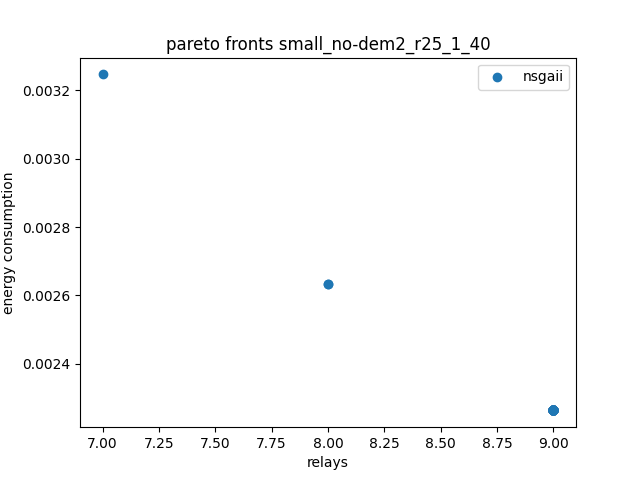 pareto fronts small_no-dem2_r25_1_40
nsgaii
0.0032
0.0030
0.0028
0.0026
0.0024
energy consumption
7.00 7.25 7.50 7.75 8.00 8.25 8.50 8.75 9.00
relays